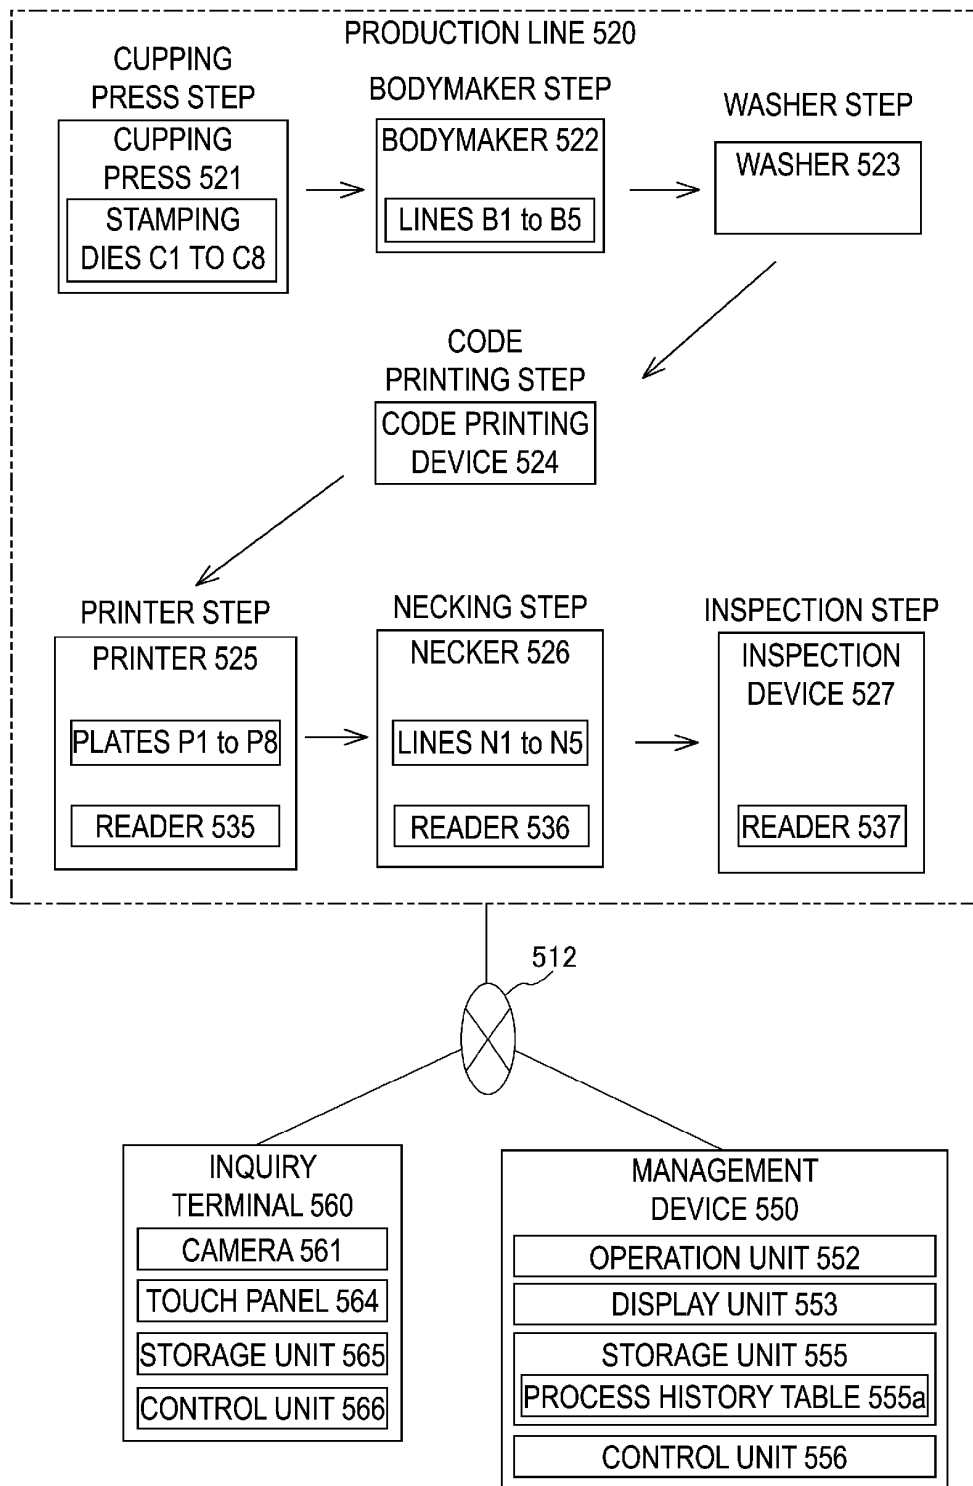 PRODUCTION LINE 520
CUPPING
PRESS STEP
CUPPING
PRESS 521
STAMPING
DIES C1 TO C8
BODYMAKER STEP
BODYMAKER 522
LINES B1 to B5
WASHER STEP
WASHER 523
CODE
PRINTING STEP
CODE PRINTING
DEVICE 524
PRINTER STEP
PRINTER 525
PLATES P1 to P8
READER 535
NECKING STEP
NECKER 526
LINES N1 to N5
READER 536
INSPECTION STEP
INSPECTION
DEVICE 527
READER 537
512
INQUIRY
TERMINAL 560
CAMERA 561
TOUCH PANEL 564
STORAGE UNIT 565
CONTROL UNIT 566
MANAGEMENT
DEVICE 550
OPERATION UNIT 552
DISPLAY UNIT 553
STORAGE UNIT 555
PROCESS HISTORY TABLE 555a
CONTROL UNIT 556